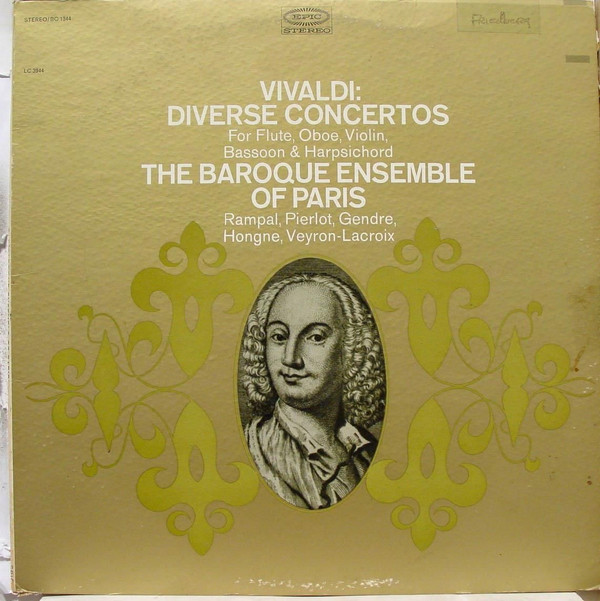 STEREO/BC 1344
EPIC
STEREO
Friedberg
LC 3944
VIVALDI:
DIVERSE CONCERTOS
For Flute, Oboe, Violin,
Bassoon & Harpsichord
THE BAROQUE ENSEMBLE
OF PARIS
Rampal, Pierlot, Gendre,
Hongne, Veyron-Lacroix